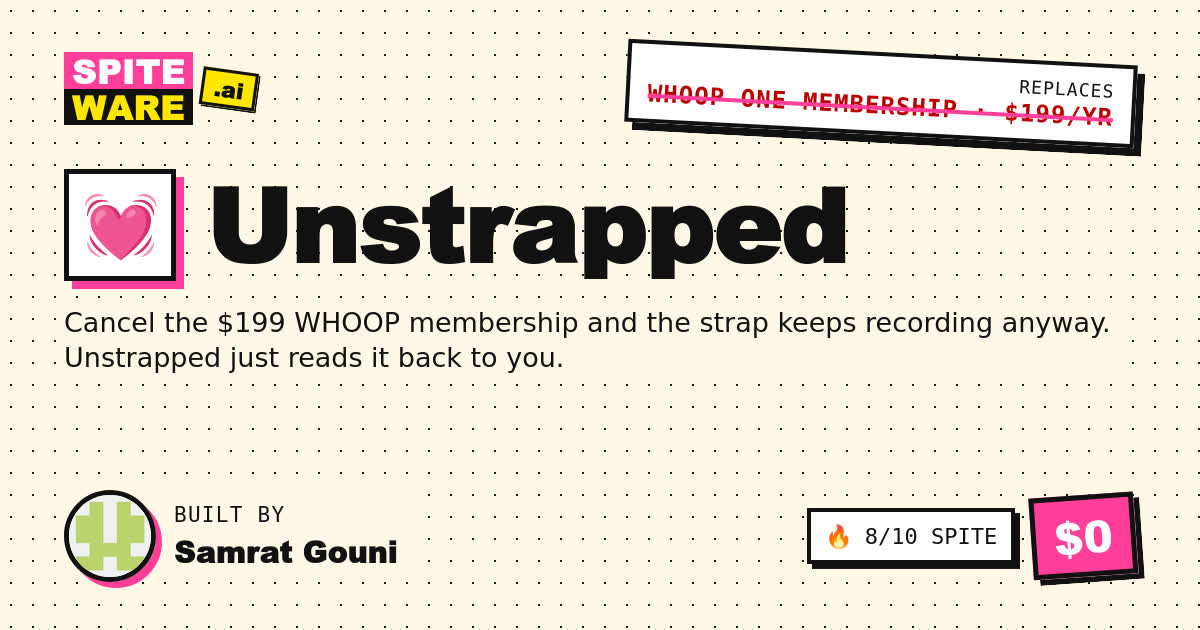 SPITE
WARE
.ai
REPLACES
WHOOP ONE MEMBERSHIP · $199/YR
Unstrapped
Cancel the $199 WHOOP membership and the strap keeps recording anyway.
Unstrapped just reads it back to you.
BUILT BY
Samrat Gouni
🔥 8/10 SPITE
$0